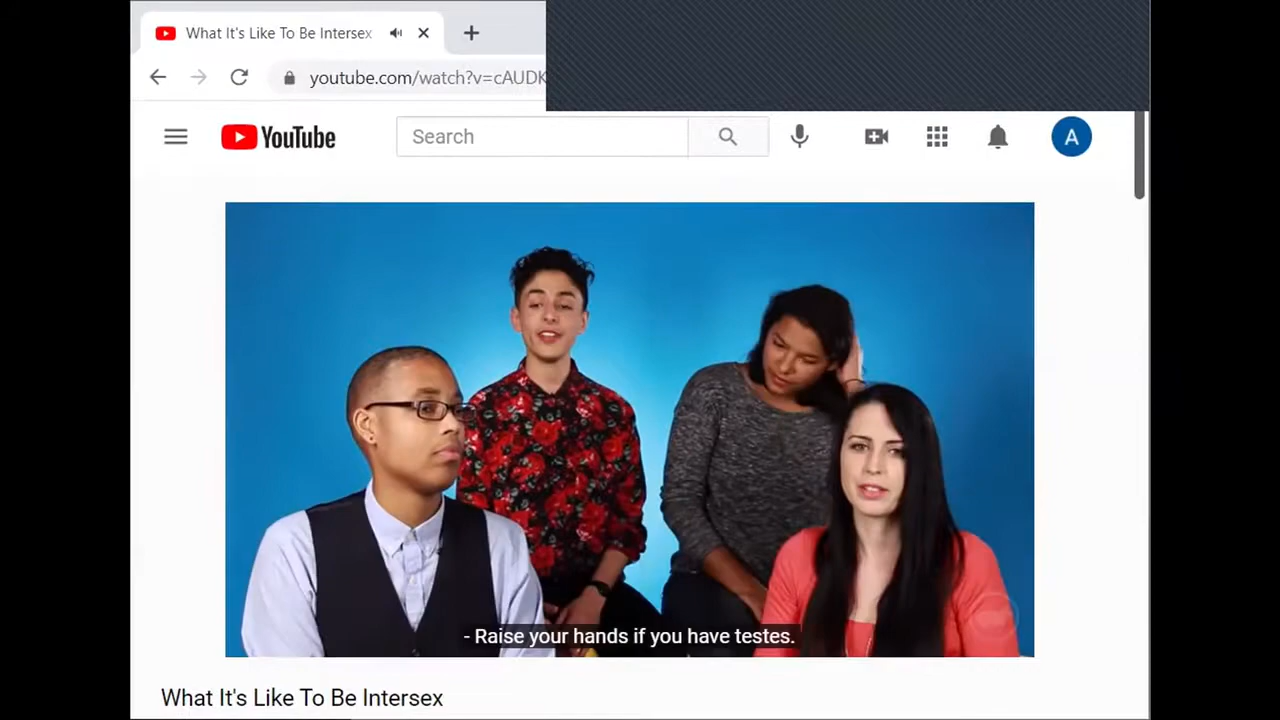 What It's Like To Be Intersex
youtube.com/watch?v=cAUDK
YouTube
Search
A
- Raise your hands if you have testes.
What It's Like To Be Intersex